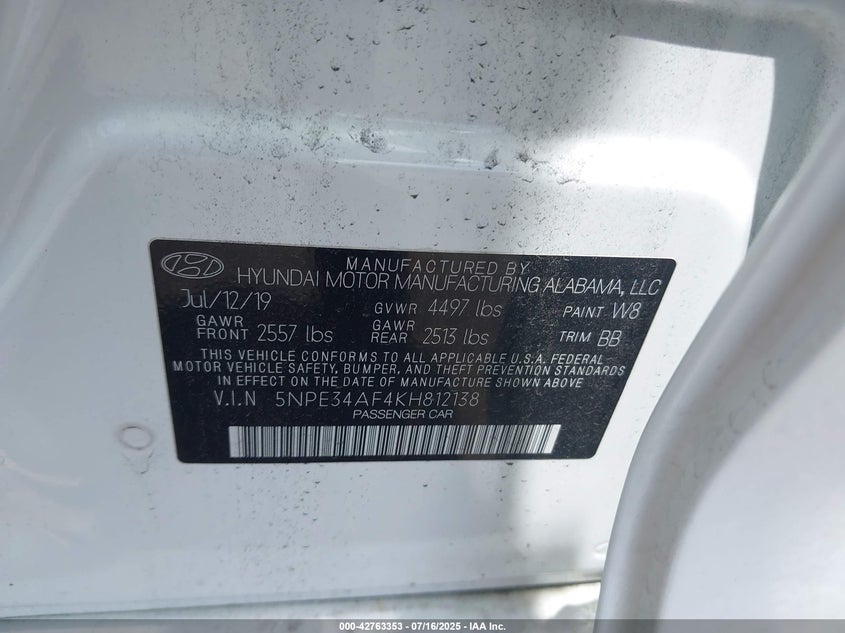 MANUFACTURED BY
HYUNDAI MOTOR MANUFACTURING ALABAMA, LLC
Jul/12/19 GVWR 4497 lbs PAINT W8
GAWR FRONT 2557 lbs GAWR REAR 2513 lbs TRIM BB
THIS VEHICLE CONFORMS TO ALL APPLICABLE U.S.A. FEDERAL
MOTOR VEHICLE SAFETY, BUMPER, AND THEFT PREVENTION STANDARDS
IN EFFECT ON THE DATE OF MANUFACTURE SHOWN ABOVE
V.I.N 5NPE34AF4KH812138
PASSENGER CAR
000-42763353 - 07/16/2025 - IAA Inc.